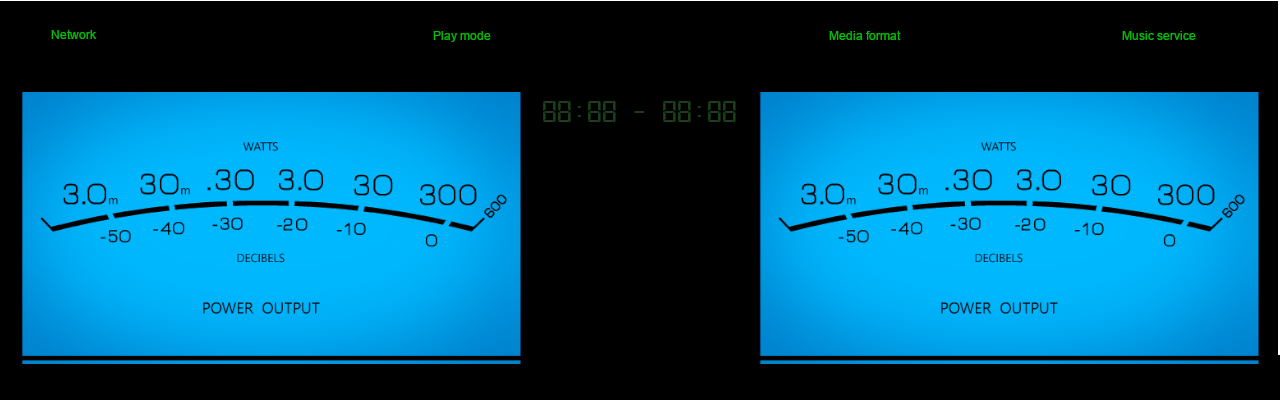 Network Play mode Media format Music service
88:88 - 88:88
WATTS WATTS
3.0m 30m .30 3.0 30 300 600 3.0m 30m .30 3.0 30 300 600
-50 -40 -30 -20 -10 0 -50 -40 -30 -20 -10 0
DECIBELS DECIBELS
POWER OUTPUT POWER OUTPUT